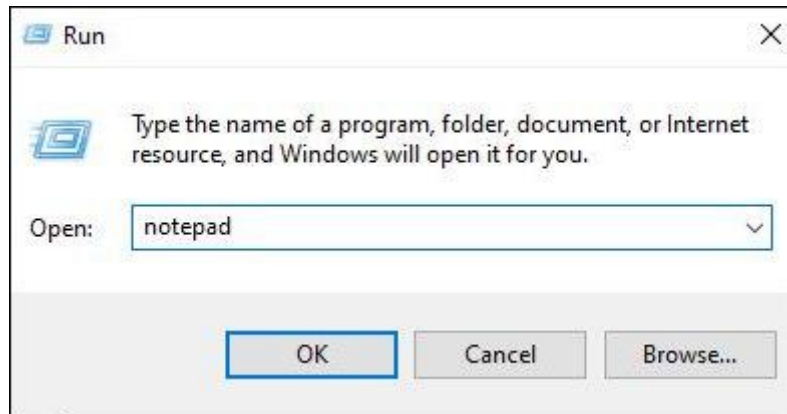 Run
Type the name of a program, folder, document, or Internet
resource, and Windows will open it for you.
Open: notepad
OK Cancel Browse...